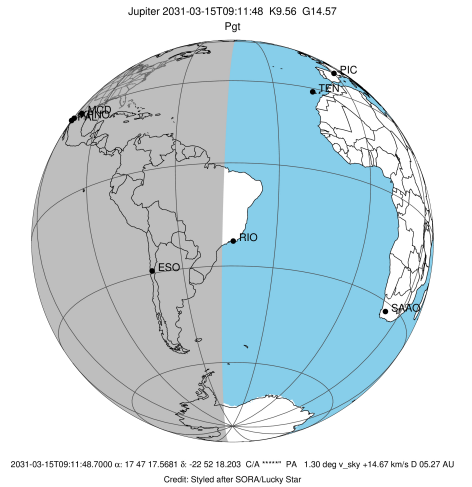 Jupiter 2031-03-15T09:11:48 K9.56 G14.57
Pgt
PIC
TEN
MCD
RIO
ESO
SAAO
2031-03-15T09:11:48.7000 α: 17 47 17.5681 δ: -22 52 18.203 C/A *****" PA 1.30 deg v_sky +14.67 km/s D 05.27 AU
Credit: Styled after SORA/Lucky Star